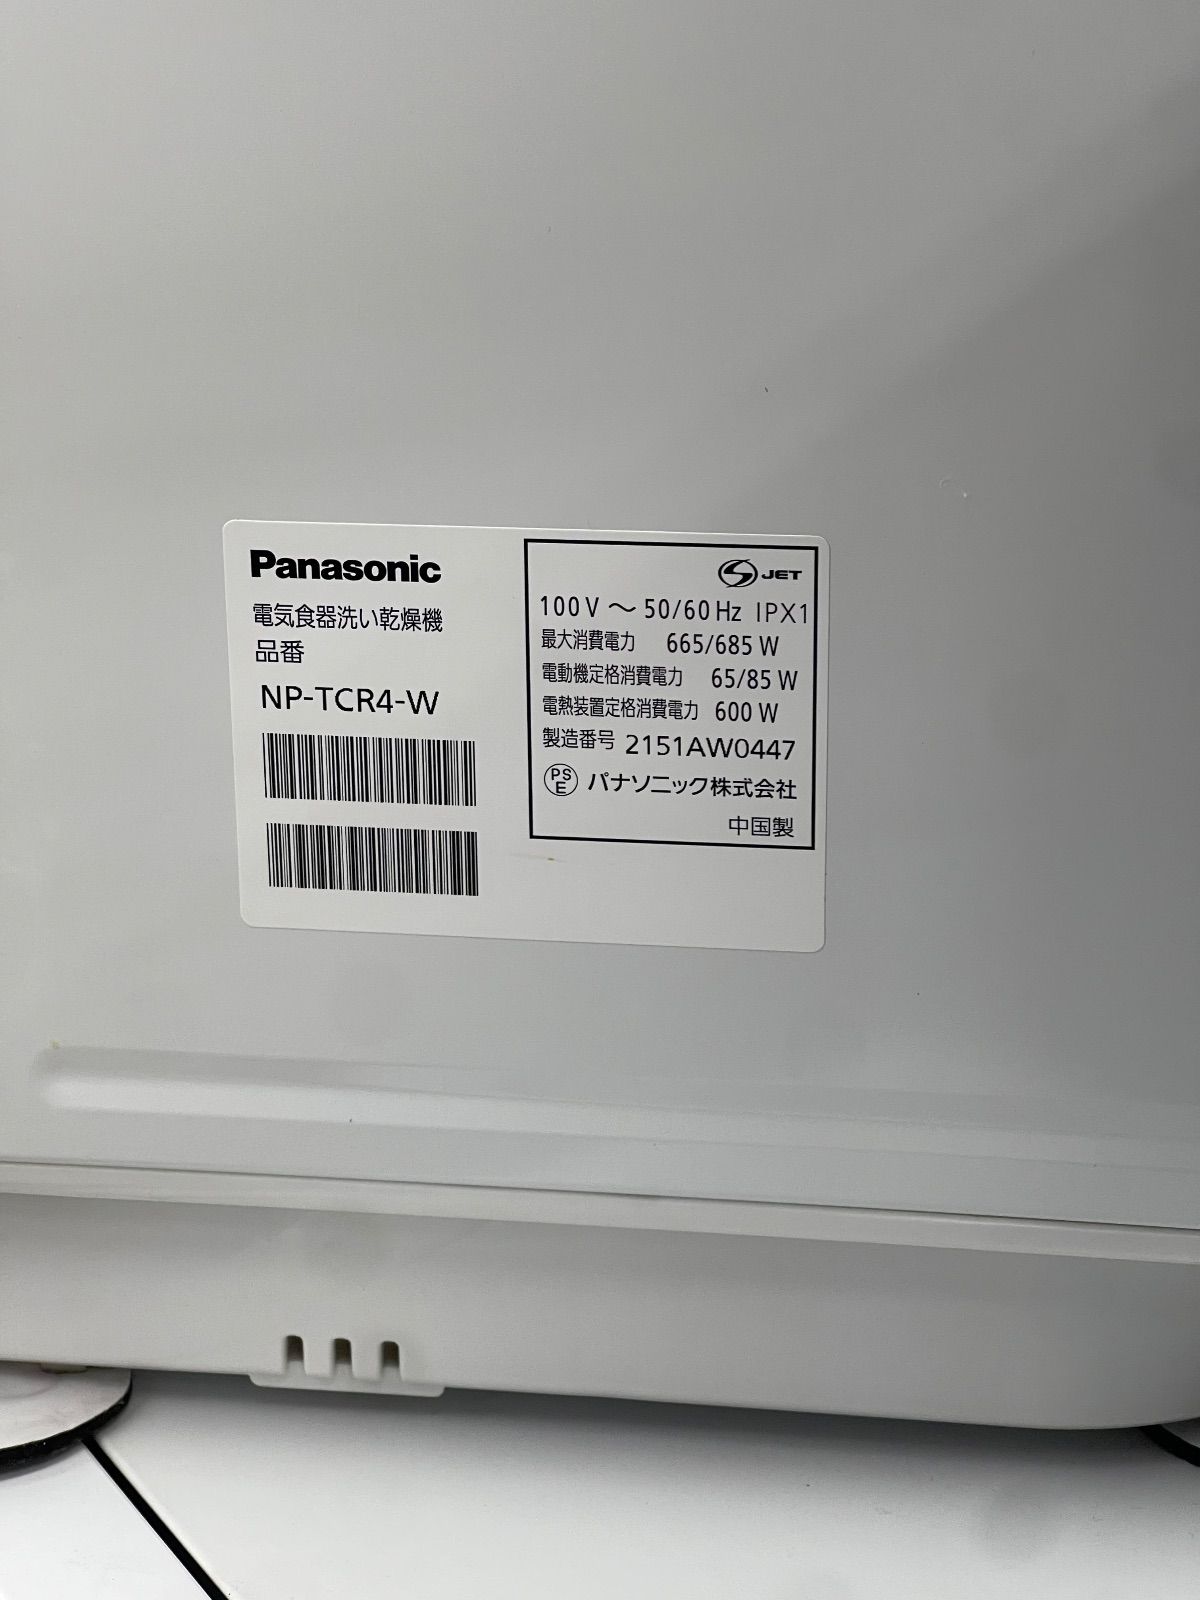 Panasonic
電気食器洗い乾燥機
品番
NP-TCR4-W
JET
100V～50/60Hz IPX1
最大消費電力 665/685W
電動機定格消費電力 65/85W
電熱装置定格消費電力 600W
製造番号 2151AW0447
PSE パナソニック株式会社
中国製